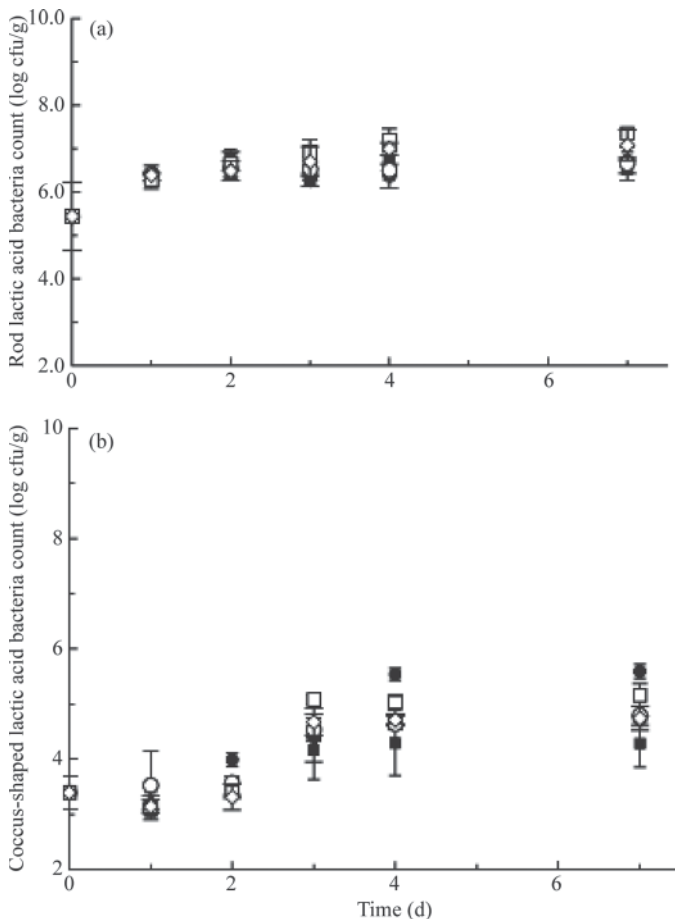 (a)
Rod lactic acid bacteria count (log cfu/g)
10.0
8.0
6.0
4.0
2.0
0 2 4 6
(b)
Coccus-shaped lactic acid bacteria count (log cfu/g)
10
8
6
4
2
0 2 4 6
Time (d)